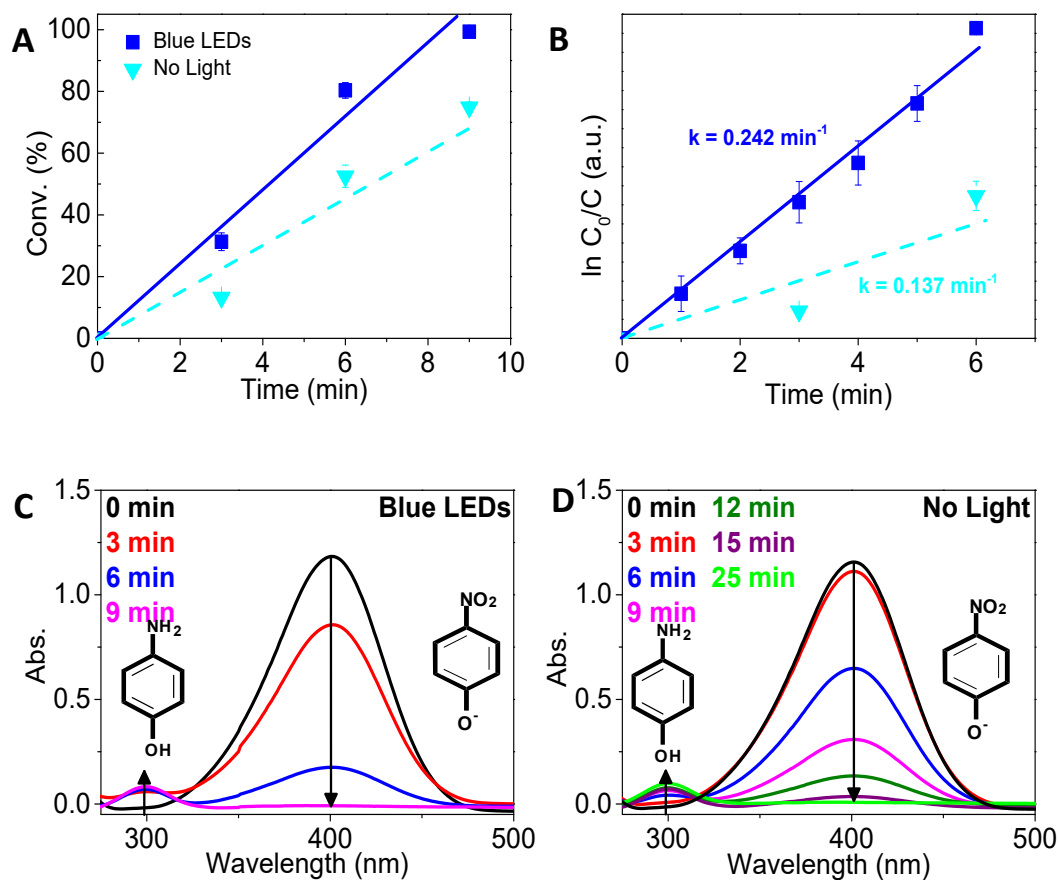 A
Blue LEDs
No Light
100
80
60
40
20
0
Conv. (%)
0 2 4 6 8 10
Time (min)
B
k = 0.242 min⁻¹
k = 0.137 min⁻¹
ln C₀/C (a.u.)
0 2 4 6
Time (min)
C
0 min
3 min
6 min
9 min
Blue LEDs
NH₂
OH
NO₂
O⁻
1.5
1.0
0.5
0.0
Abs.
300 400 500
Wavelength (nm)
D
0 min 12 min
3 min 15 min
6 min 25 min
9 min
No Light
NH₂
OH
NO₂
O⁻
1.5
1.0
0.5
0.0
Abs.
300 400 500
Wavelength (nm)